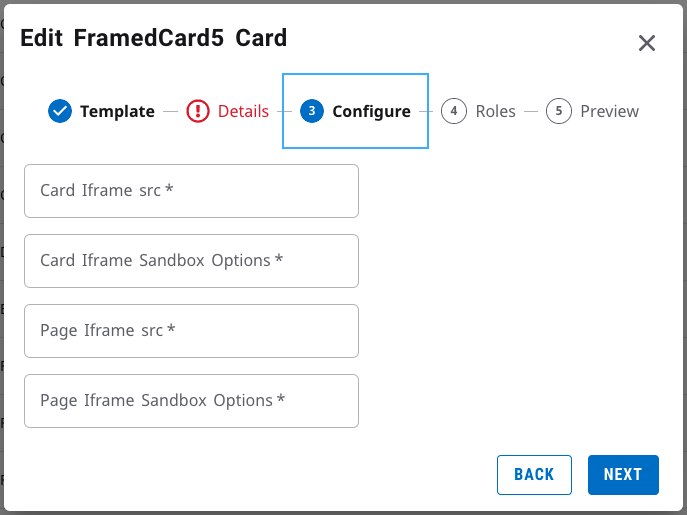 Edit FramedCard5 Card
Template
Details
3 Configure
4 Roles
5 Preview
Card Iframe src *
Card Iframe Sandbox Options *
Page Iframe src *
Page Iframe Sandbox Options *
BACK
NEXT